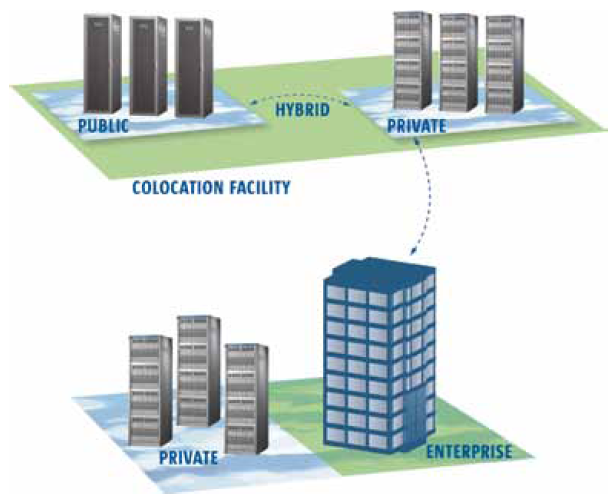 PUBLIC
HYBRID
PRIVATE
COLOCATION FACILITY
PRIVATE
ENTERPRISE